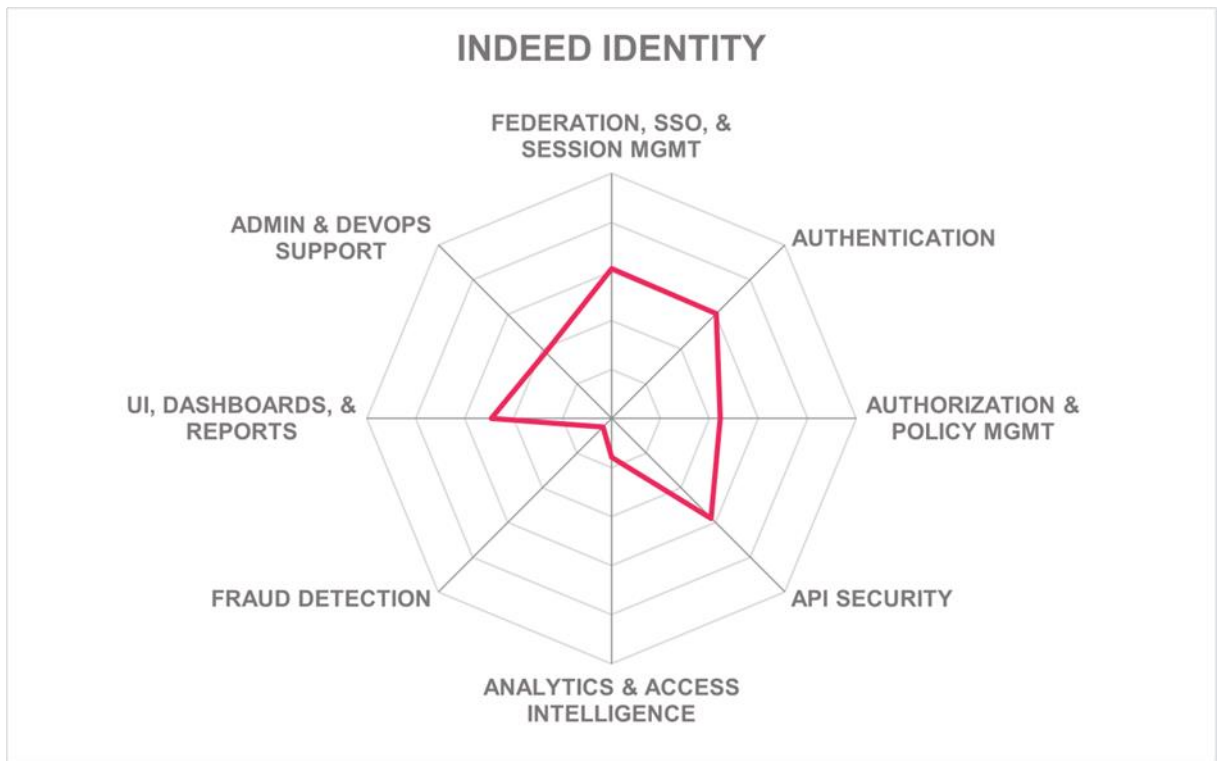 INDEED IDENTITY
FEDERATION, SSO, &
SESSION MGMT
ADMIN & DEVOPS
SUPPORT
AUTHENTICATION
UI, DASHBOARDS, &
REPORTS
AUTHORIZATION &
POLICY MGMT
FRAUD DETECTION
API SECURITY
ANALYTICS & ACCESS
INTELLIGENCE